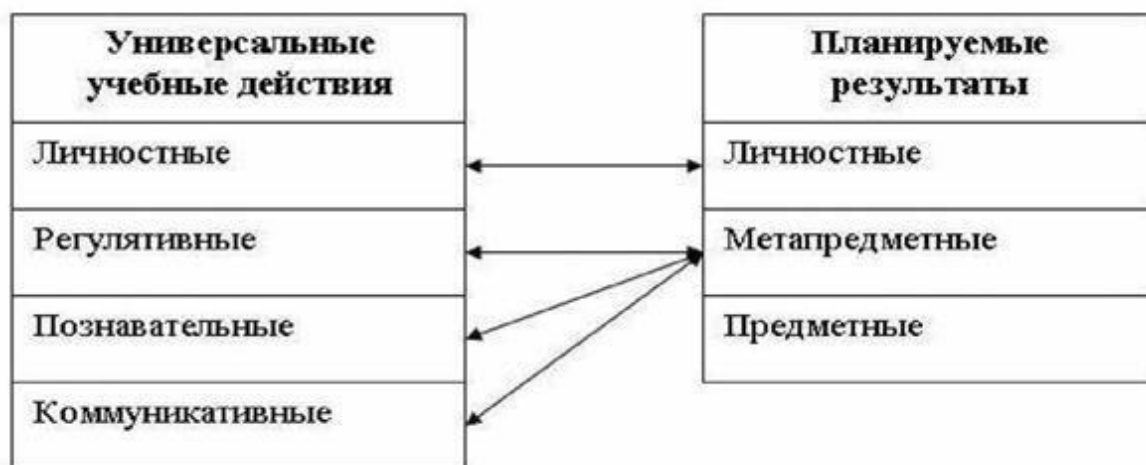 Универсальные
учебные действия
Личностные
Регулятивные
Познавательные
Коммуникативные
Планируемые
результаты
Личностные
Метапредметные
Предметные